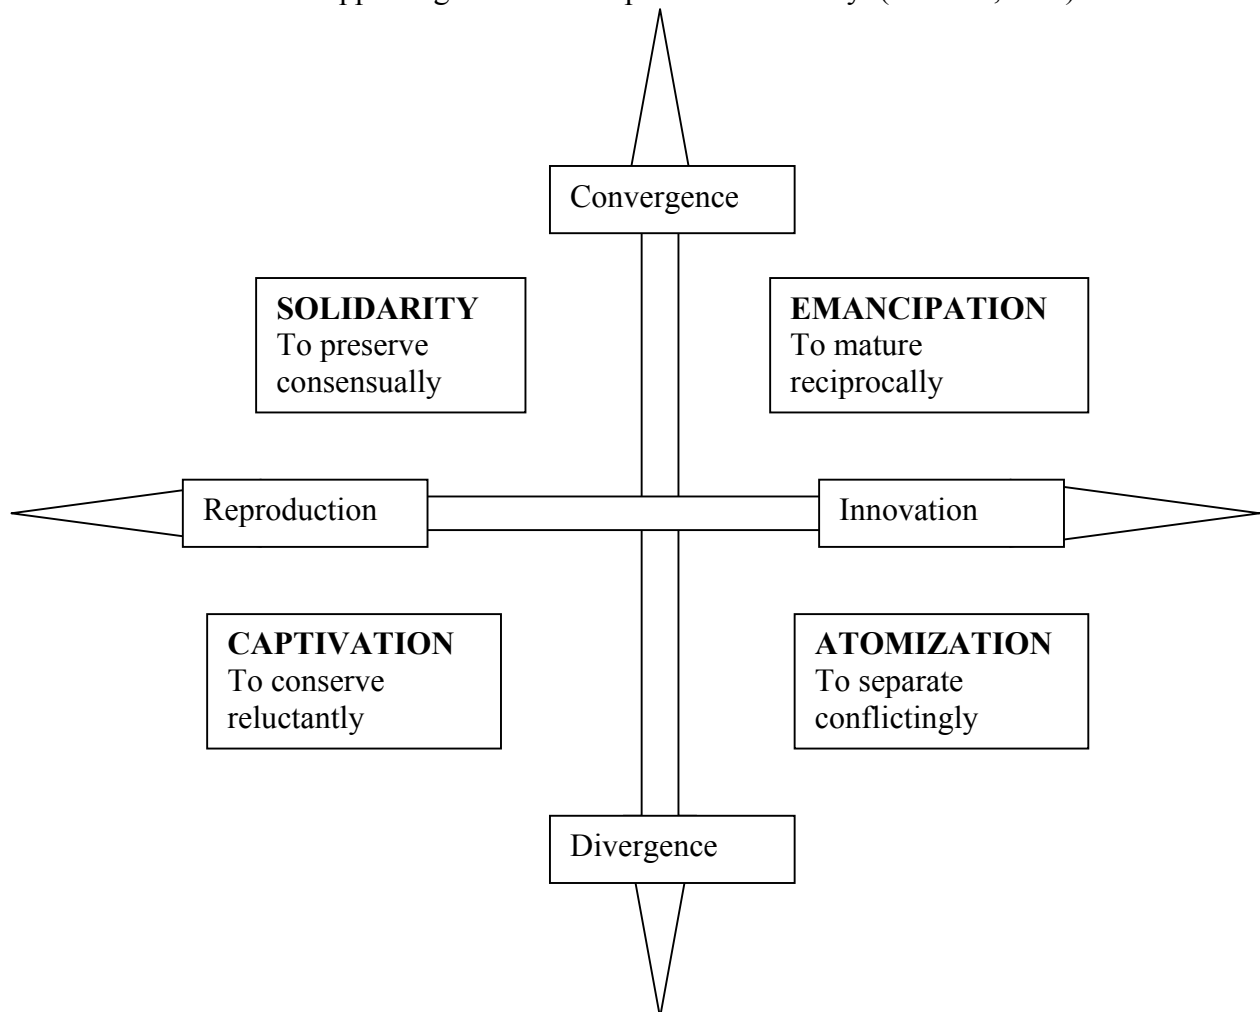 Convergence
SOLIDARITY
To preserve
consensually
EMANCIPATION
To mature
reciprocally
Reproduction
Innovation
CAPTIVATION
To conserve
reluctantly
ATOMIZATION
To separate
conflictingly
Divergence